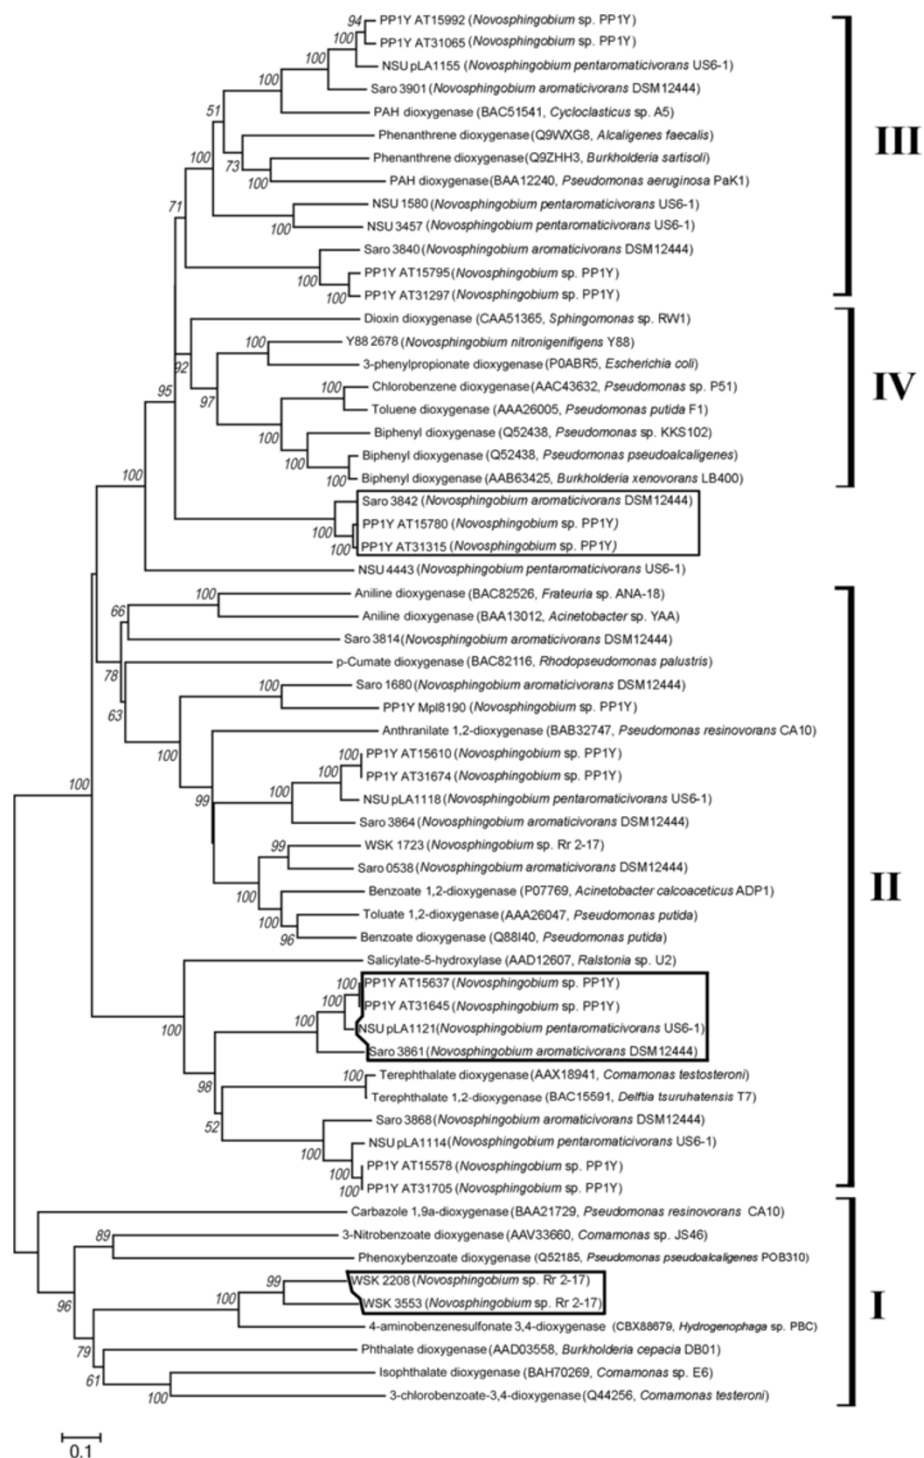 94
PP1Y AT15992 (Novosphingobium sp. PP1Y)
100
PP1Y AT31065 (Novosphingobium sp. PP1Y)
100
NSU pLA1155 (Novosphingobium pentaromaticivorans US6-1)
100
Saro 3901 (Novosphingobium aromaticivorans DSM12444)
51
PAH dioxygenase (BAC51541, Cycloclasticus sp. A5)
Phenanthrene dioxygenase (Q9WXG8, Alcaligenes faecalis)
III
100
73
Phenanthrene dioxygenase (Q9ZHH3, Burkholderia sartisoli)
100
PAH dioxygenase (BAA12240, Pseudomonas aeruginosa PaK1)
71
NSU 1580 (Novosphingobium pentaromaticivorans US6-1)
100
NSU 3457 (Novosphingobium pentaromaticivorans US6-1)
Saro 3840 (Novosphingobium aromaticivorans DSM12444)
100
PP1Y AT15795 (Novosphingobium sp. PP1Y)
100
PP1Y AT31297 (Novosphingobium sp. PP1Y)
Dioxin dioxygenase (CAA51365, Sphingomonas sp. RW1)
100
Y88 2678 (Novosphingobium nitronigenifigens Y88)
92
3-phenylpropionate dioxygenase (P0ABR5, Escherichia coli)
95
97
100
Chlorobenzene dioxygenase (AAC43632, Pseudomonas sp. P51)
IV
Toluene dioxygenase (AAA26005, Pseudomonas putida F1)
100
Biphenyl dioxygenase (Q52438, Pseudomonas sp. KKS102)
100
Biphenyl dioxygenase (Q52438, Pseudomonas pseudoalcaligenes)
100
100
Biphenyl dioxygenase (AAB63425, Burkholderia xenovorans LB400)
Saro 3842 (Novosphingobium aromaticivorans DSM12444)
100
PP1Y AT15780 (Novosphingobium sp. PP1Y)
100
PP1Y AT31315 (Novosphingobium sp. PP1Y)
NSU 4443 (Novosphingobium pentaromaticivorans US6-1)
100
Aniline dioxygenase (BAC82526, Frateuria sp. ANA-18)
66
Aniline dioxygenase (BAA13012, Acinetobacter sp. YAA)
Saro 3814 (Novosphingobium aromaticivorans DSM12444)
78
p-Cumate dioxygenase (BAC82116, Rhodopseudomonas palustris)
100
Saro 1680 (Novosphingobium aromaticivorans DSM12444)
63
PP1Y Mpl8190 (Novosphingobium sp. PP1Y)
Anthranilate 1,2-dioxygenase (BAB32747, Pseudomonas resinovorans CA10)
100
100
PP1Y AT15610 (Novosphingobium sp. PP1Y)
100
PP1Y AT31674 (Novosphingobium sp. PP1Y)
100
100
99
NSU pLA1118 (Novosphingobium pentaromaticivorans US6-1)
Saro 3864 (Novosphingobium aromaticivorans DSM12444)
99
WSK 1723 (Novosphingobium sp. Rr 2-17)
Saro 0538 (Novosphingobium aromaticivorans DSM12444)
100
Benzoate 1,2-dioxygenase (P07769, Acinetobacter calcoaceticus ADP1)
II
100
Toluate 1,2-dioxygenase (AAA26047, Pseudomonas putida)
96
Benzoate dioxygenase (Q88I40, Pseudomonas putida)
Salicylate-5-hydroxylase (AAD12607, Ralstonia sp. U2)
100
PP1Y AT15637 (Novosphingobium sp. PP1Y)
100
PP1Y AT31645 (Novosphingobium sp. PP1Y)
100
100
NSU pLA1121 (Novosphingobium pentaromaticivorans US6-1)
Saro 3861 (Novosphingobium aromaticivorans DSM12444)
98
100
Terephthalate dioxygenase (AAX18941, Comamonas testosteroni)
Terephthalate 1,2-dioxygenase (BAC15591, Delftia tsuruhatensis T7)
52
Saro 3868 (Novosphingobium aromaticivorans DSM12444)
100
NSU pLA1114 (Novosphingobium pentaromaticivorans US6-1)
100
PP1Y AT15578 (Novosphingobium sp. PP1Y)
100
PP1Y AT31705 (Novosphingobium sp. PP1Y)
Carbazole 1,9a-dioxygenase (BAA21729, Pseudomonas resinovorans CA10)
89
3-Nitrobenzoate dioxygenase (AAV33660, Comamonas sp. JS46)
Phenoxybenzoate dioxygenase (Q52185, Pseudomonas pseudoalcaligenes POB310)
99
WSK 2208 (Novosphingobium sp. Rr 2-17)
96
100
WSK 3553 (Novosphingobium sp. Rr 2-17)
I
4-aminobenzenesulfonate 3,4-dioxygenase (CBX88679, Hydrogenophaga sp. PBC)
79
Phthalate dioxygenase (AAD03558, Burkholderia cepacia DB01)
61
Isophthalate dioxygenase (BAH70269, Comamonas sp. E6)
100
3-chlorobenzoate-3,4-dioxygenase (Q44256, Comamonas testeroni)
0.1